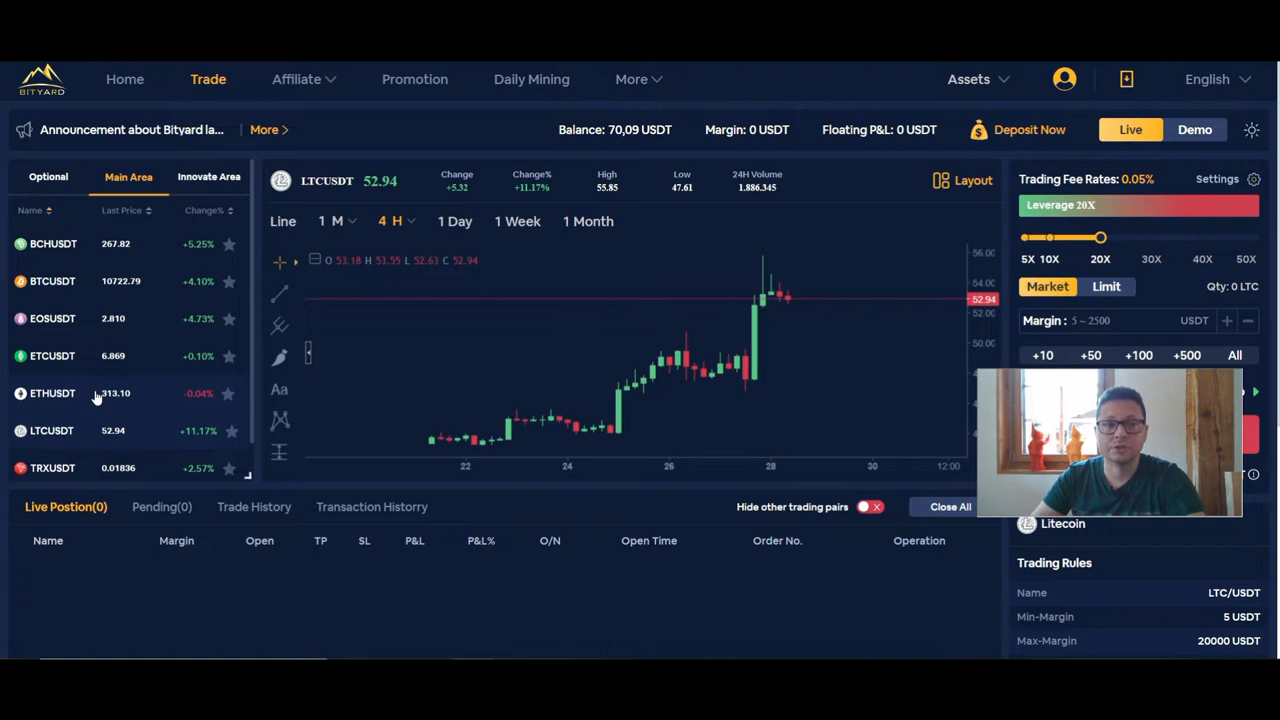 BITYARD
Home Trade Affiliate Promotion Daily Mining More Assets English
Announcement about Bityard la... More > Balance: 70,09 USDT Margin: 0 USDT Floating P&L: 0 USDT Deposit Now Live Demo
Optional Main Area Innovate Area
Name Last Price Change%
BCHUSDT 267.82 +5.25%
BTCUSDT 10722.79 +4.10%
EOSUSDT 2.810 +4.73%
ETCUSDT 6.869 +0.10%
ETHUSDT 313.10 -0.04%
LTCUSDT 52.94 +11.17%
TRXUSDT 0.01836 +2.57%
LTCUSDT 52.94
Change
+5,32
Change%
+11.17%
High
55.85
Low
47.61
24H Volume
1.886.345
Layout
Line 1 M 4 H 1 Day 1 Week 1 Month
O 53.18 H 53.55 L 52.63 C 52.94
Aa
56.00
54.00
52.94
52.00
50.00
22 24 26 28 30 12:00
Trading Fee Rates: 0.05% Settings
Leverage 20X
5X 10X 20X 30X 40X 50X
Market Limit Qty: 0 LTC
Margin: 5 ~ 2500 USDT + −
+10 +50 +100 +500 All
Live Postion(0) Pending(0) Trade History Transaction Historry Hide other trading pairs X Close All
Name Margin Open TP SL P&L P&L% O/N Open Time Order No. Operation
Litecoin
Trading Rules
Name LTC/USDT
Min-Margin 5 USDT
Max-Margin 20000 USDT